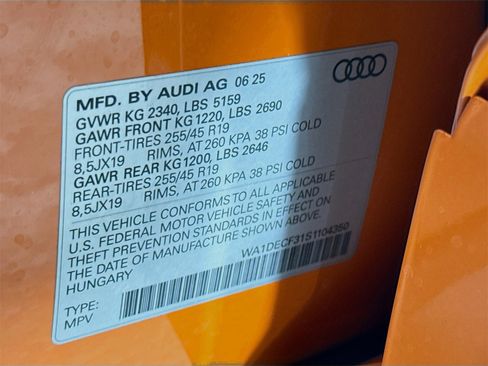 MFD. BY AUDI AG 06 25
GVWR KG 2340, LBS 5159
GAWR FRONT KG 1220, LBS 2690
FRONT-TIRES 255/45 R19
8,5JX19 RIMS, AT 260 KPA 38 PSI COLD
GAWR REAR KG 1200, LBS 2646
REAR-TIRES 255/45 R19
8,5JX19 RIMS, AT 260 KPA 38 PSI COLD
THIS VEHICLE CONFORMS TO ALL APPLICABLE
U.S. FEDERAL MOTOR VEHICLE SAFETY AND
THEFT PREVENTION STANDARDS IN EFFECT ON
THE DATE OF MANUFACTURE SHOWN ABOVE.
HUNGARY
WA1DECF31S1104350
TYPE:
MPV